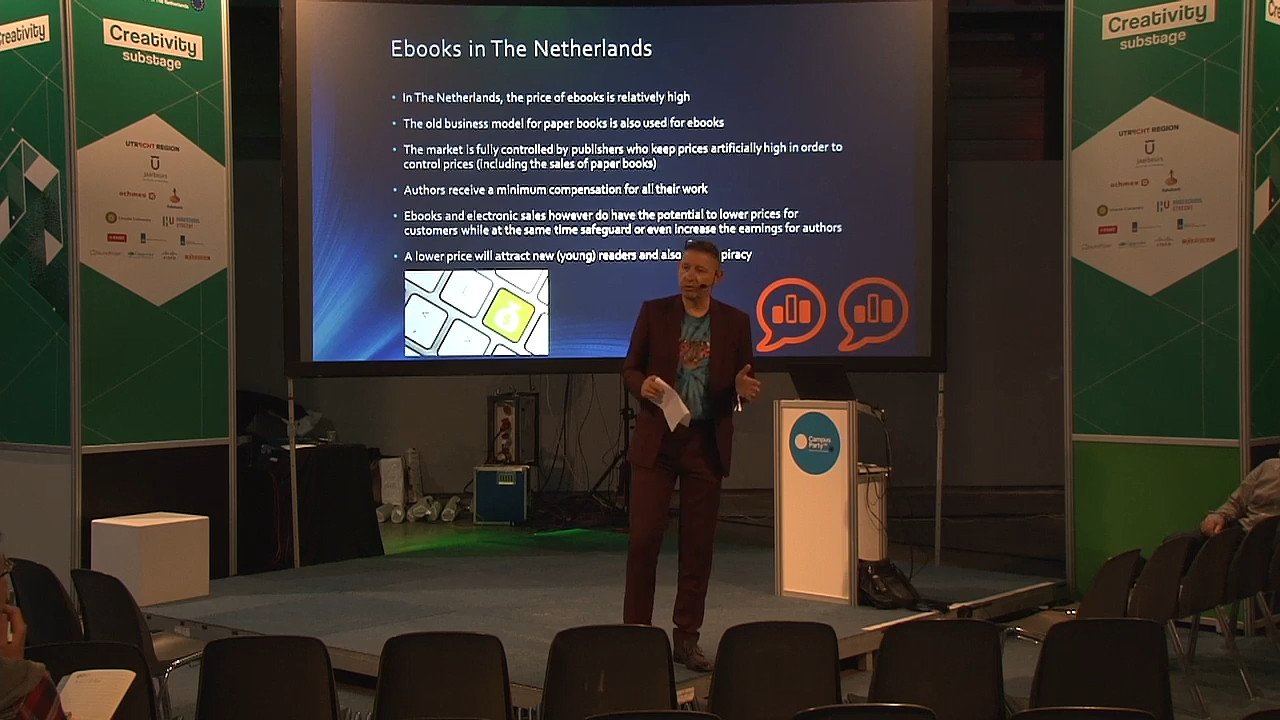 Creativity
substage
UTRECHT REGION
jaarbeurs
Ebooks in The Netherlands
• In The Netherlands, the price of ebooks is relatively high
• The old business model for paper books is also used for ebooks
• The market is fully controlled by publishers who keep prices artificially high in order to
control prices (including the sales of paper books)
• Authors receive a minimum compensation for all their work
• Ebooks and electronic sales however do have the potential to lower prices for
customers while at the same time safeguard or even increase the earnings for authors
• A lower price will attract new (young) readers and also piracy
Campus
Party
Creativity
substage
UTRECHT REGION
jaarbeurs